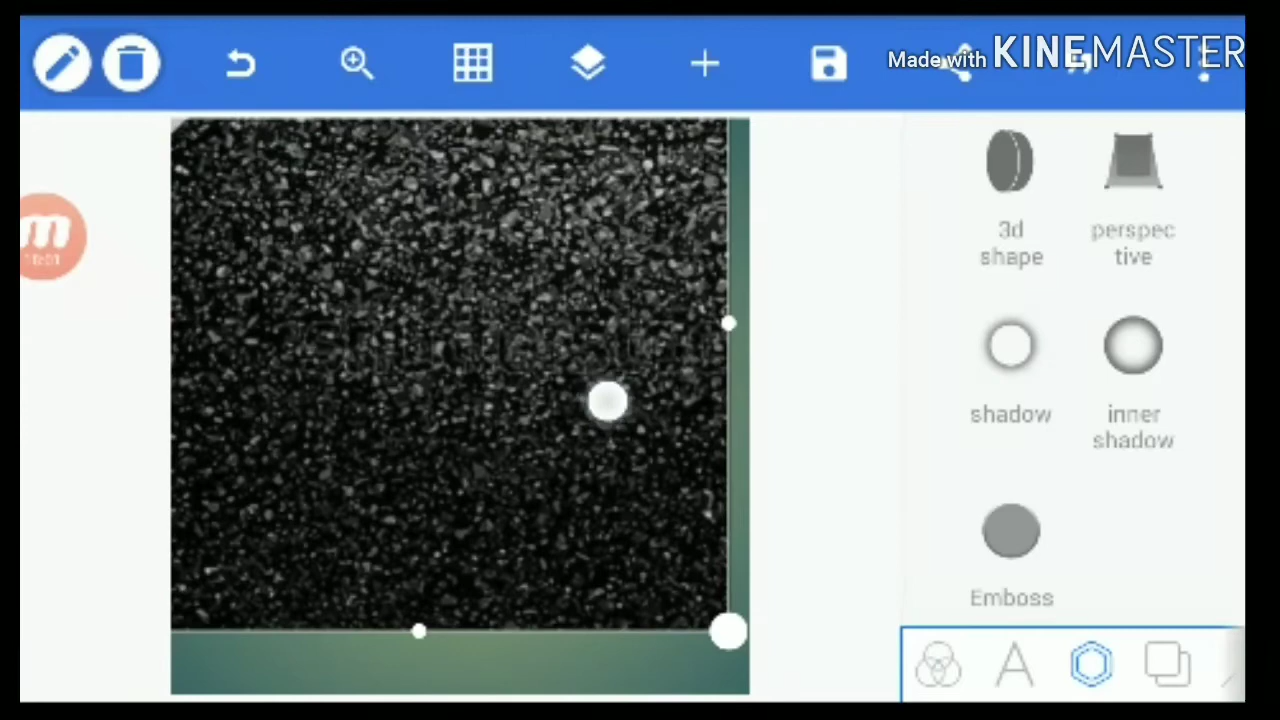 Made with KINEMASTER
m
3d shape
perspec tive
shadow
inner shadow
Emboss